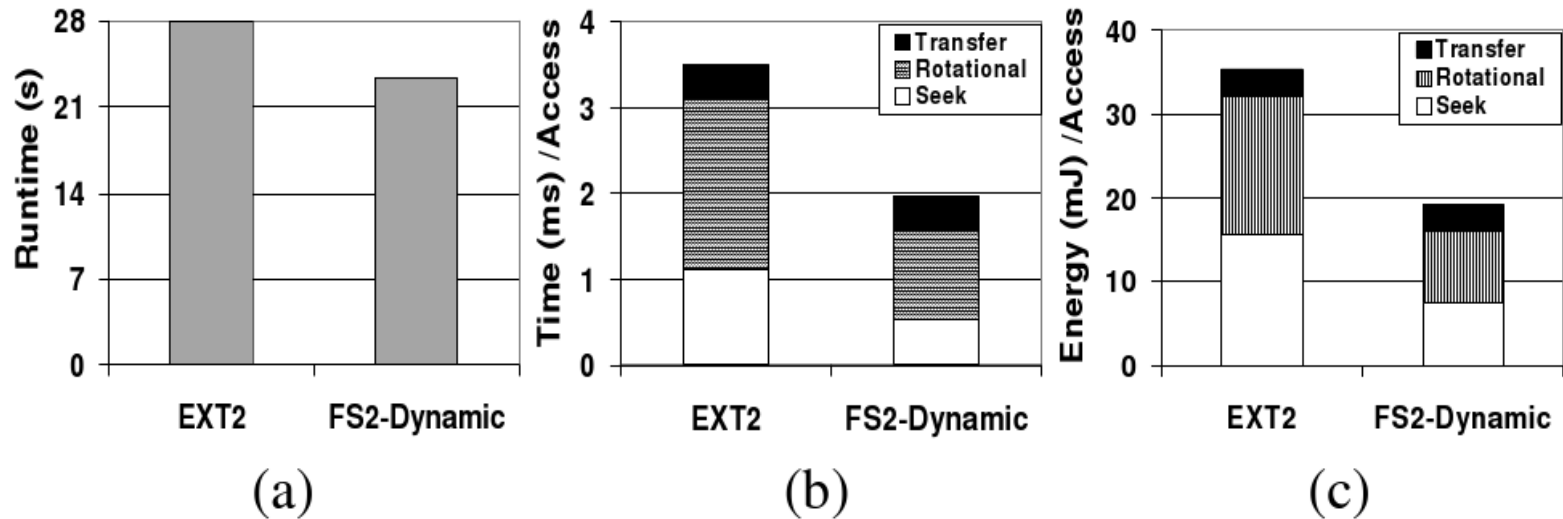 Runtime (s)
28
21
14
7
0
EXT2 FS2-Dynamic
(a)
Time (ms) /Access
4
3
2
1
0
Transfer
Rotational
Seek
EXT2 FS2-Dynamic
(b)
Energy (mJ) /Access
40
30
20
10
0
Transfer
Rotational
Seek
EXT2 FS2-Dynamic
(c)